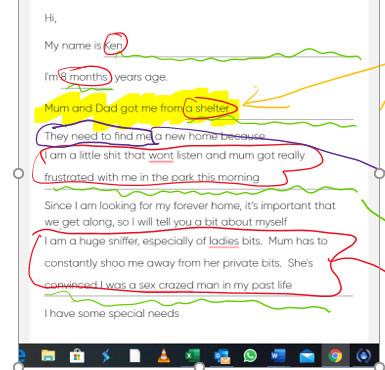 Hi,
My name is Ken
I'm 8 months years age.
Mum and Dad got me from a shelter
They need to find me a new home because
I am a little shit that wont listen and mum got really
frustrated with me in the park this morning
Since I am looking for my forever home, it's important that
we get along, so I will tell you a bit about myself
I am a huge sniffer, especially of ladies bits. Mum has to
constantly shoo me away from her private bits. She's
convinced I was a sex crazed man in my past life
I have some special needs